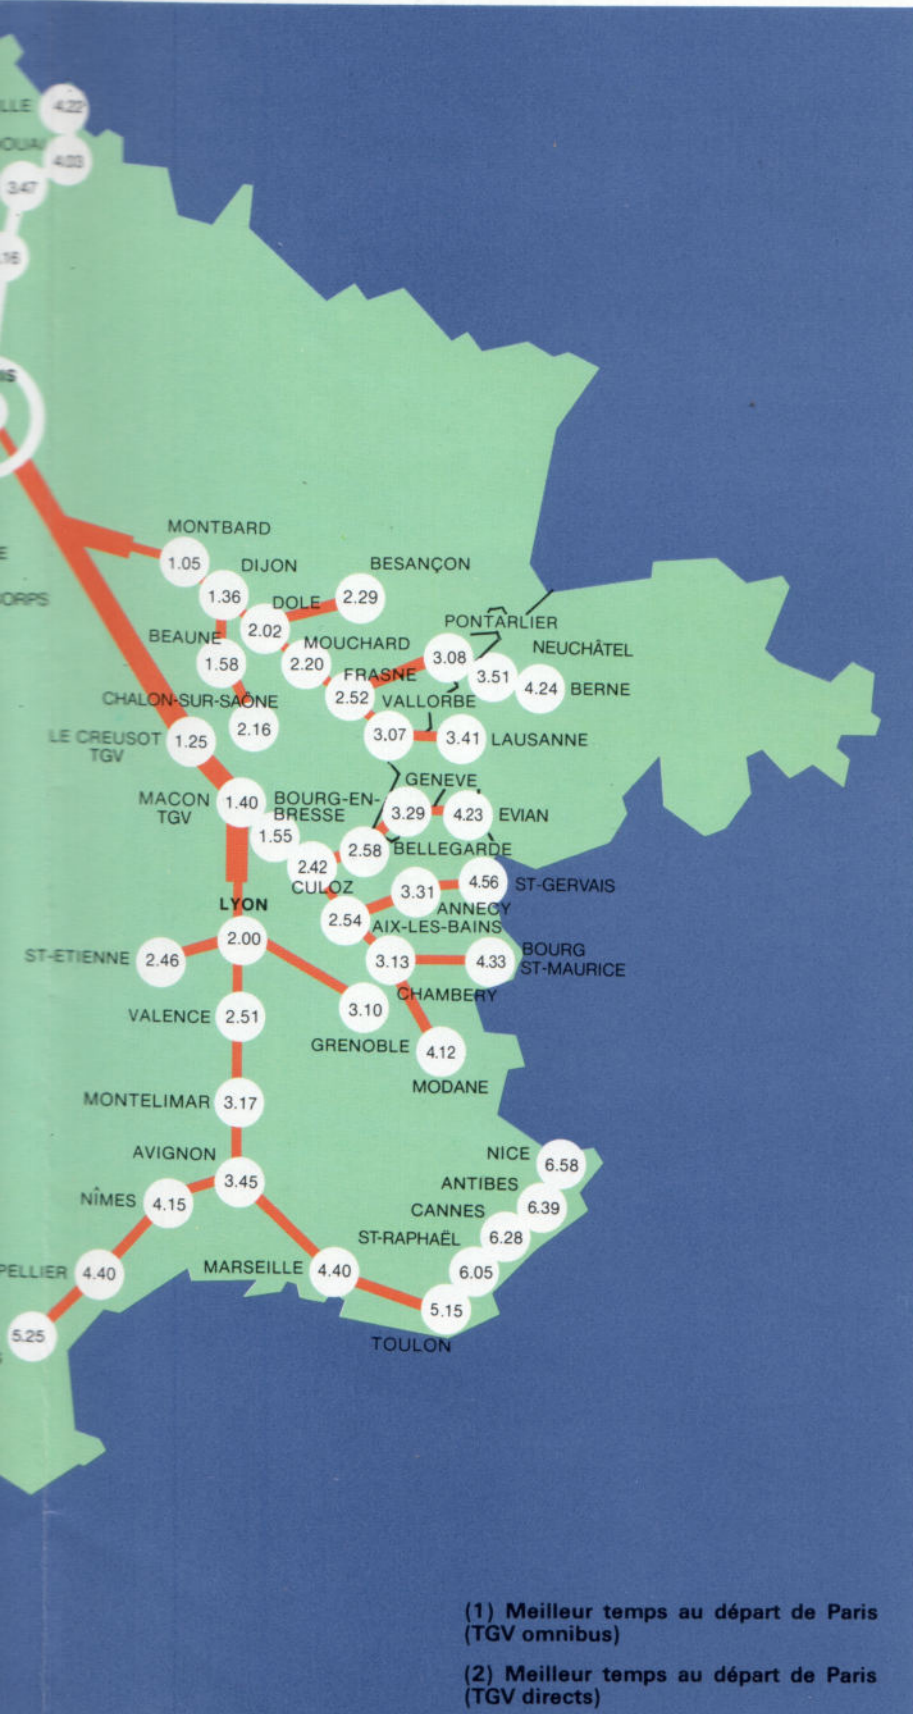 4.22
4.03
3.47
MONTBARD
1.05
DIJON
BESANÇON
1.36
DOLE
2.29
2.02
PONTARLIER
BEAUNE
MOUCHARD
NEUCHÂTEL
1.58
2.20
3.08
FRASNE
3.51
4.24 BERNE
CHALON-SUR-SAÔNE
2.52
VALLORBE
2.16
LE CREUSOT
TGV
1.25
3.07
3.41 LAUSANNE
GENEVE
MACON
TGV
1.40
BOURG-EN-
BRESSE
3.29
4.23 EVIAN
1.55
2.58
BELLEGARDE
2.42
CULOZ
3.31
4.56 ST-GERVAIS
LYON
ANNECY
2.54
AIX-LES-BAINS
2.00
ST-ETIENNE 2.46
3.13
4.33
BOURG
ST-MAURICE
CHAMBERY
VALENCE 2.51
3.10
GRENOBLE
4.12
MODANE
MONTELIMAR 3.17
AVIGNON
3.45
NICE 6.58
ANTIBES
6.39
NÎMES 4.15
CANNES
6.28
ST-RAPHAËL
6.05
4.40
MARSEILLE 4.40
5.15
TOULON
5.25
(1) Meilleur temps au départ de Paris
(TGV omnibus)
(2) Meilleur temps au départ de Paris
(TGV directs)